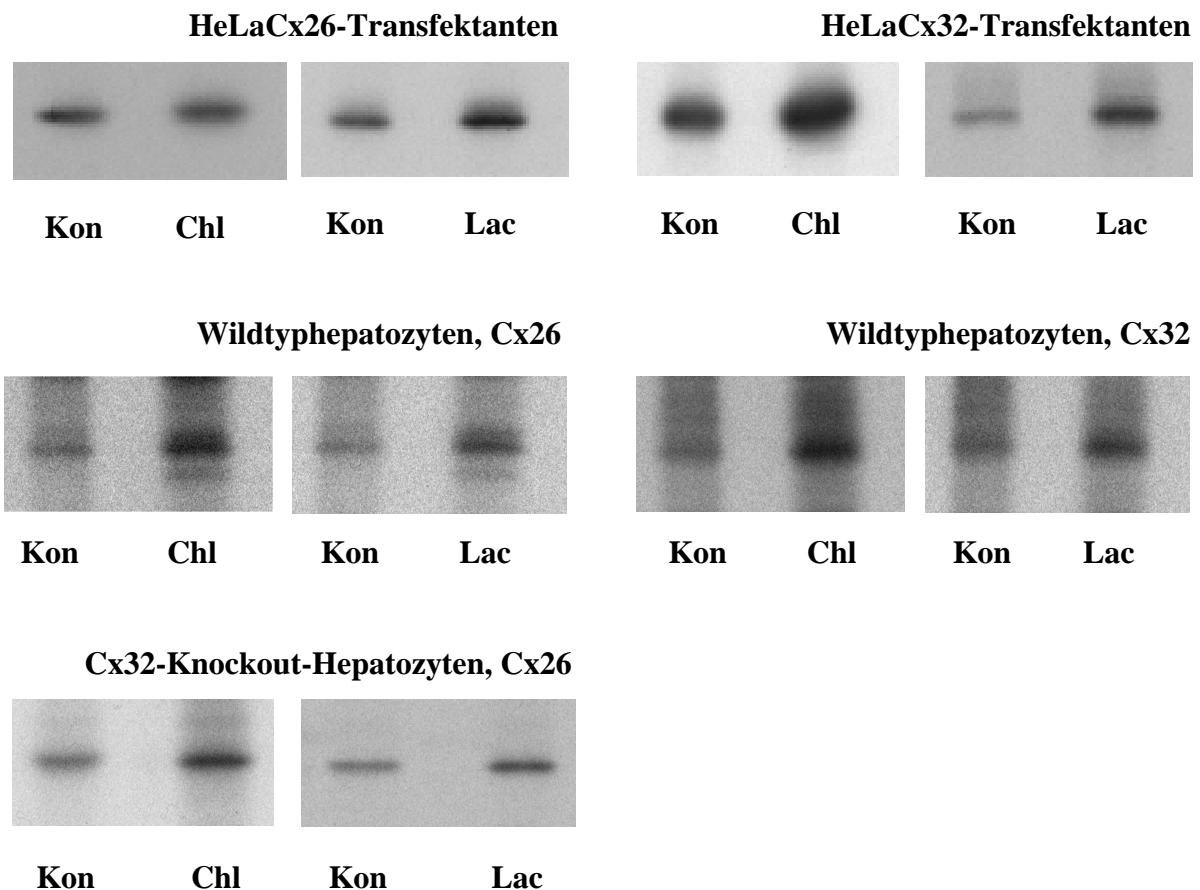 HeLaCx26-Transfektanten HeLaCx32-Transfektanten
Kon Chl Kon Lac Kon Chl Kon Lac
Wildtyphepatozyten, Cx26 Wildtyphepatozyten, Cx32
Kon Chl Kon Lac Kon Chl Kon Lac
Cx32-Knockout-Hepatozyten, Cx26
Kon Chl Kon Lac